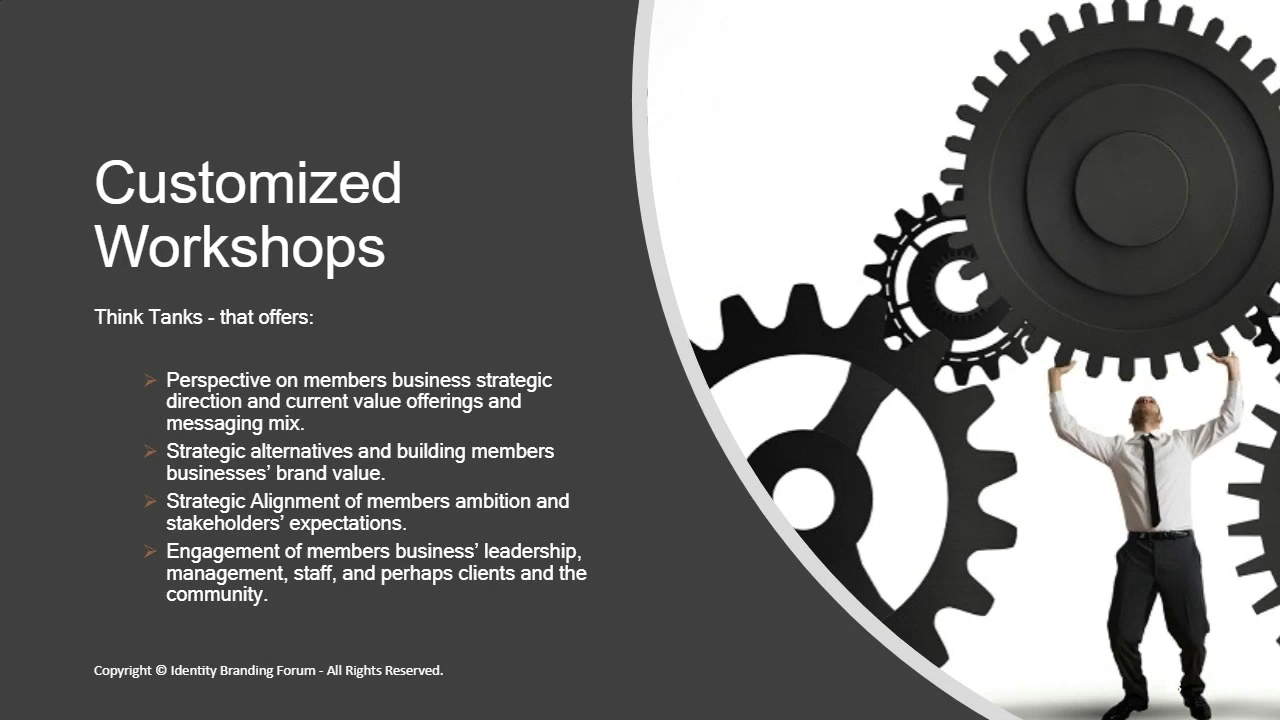 Customized
Workshops
Think Tanks - that offers:
➢ Perspective on members business strategic
direction and current value offerings and
messaging mix.
➢ Strategic alternatives and building members
businesses’ brand value.
➢ Strategic Alignment of members ambition and
stakeholders’ expectations.
➢ Engagement of members business’ leadership,
management, staff, and perhaps clients and the
community.
Copyright © Identity Branding Forum - All Rights Reserved.